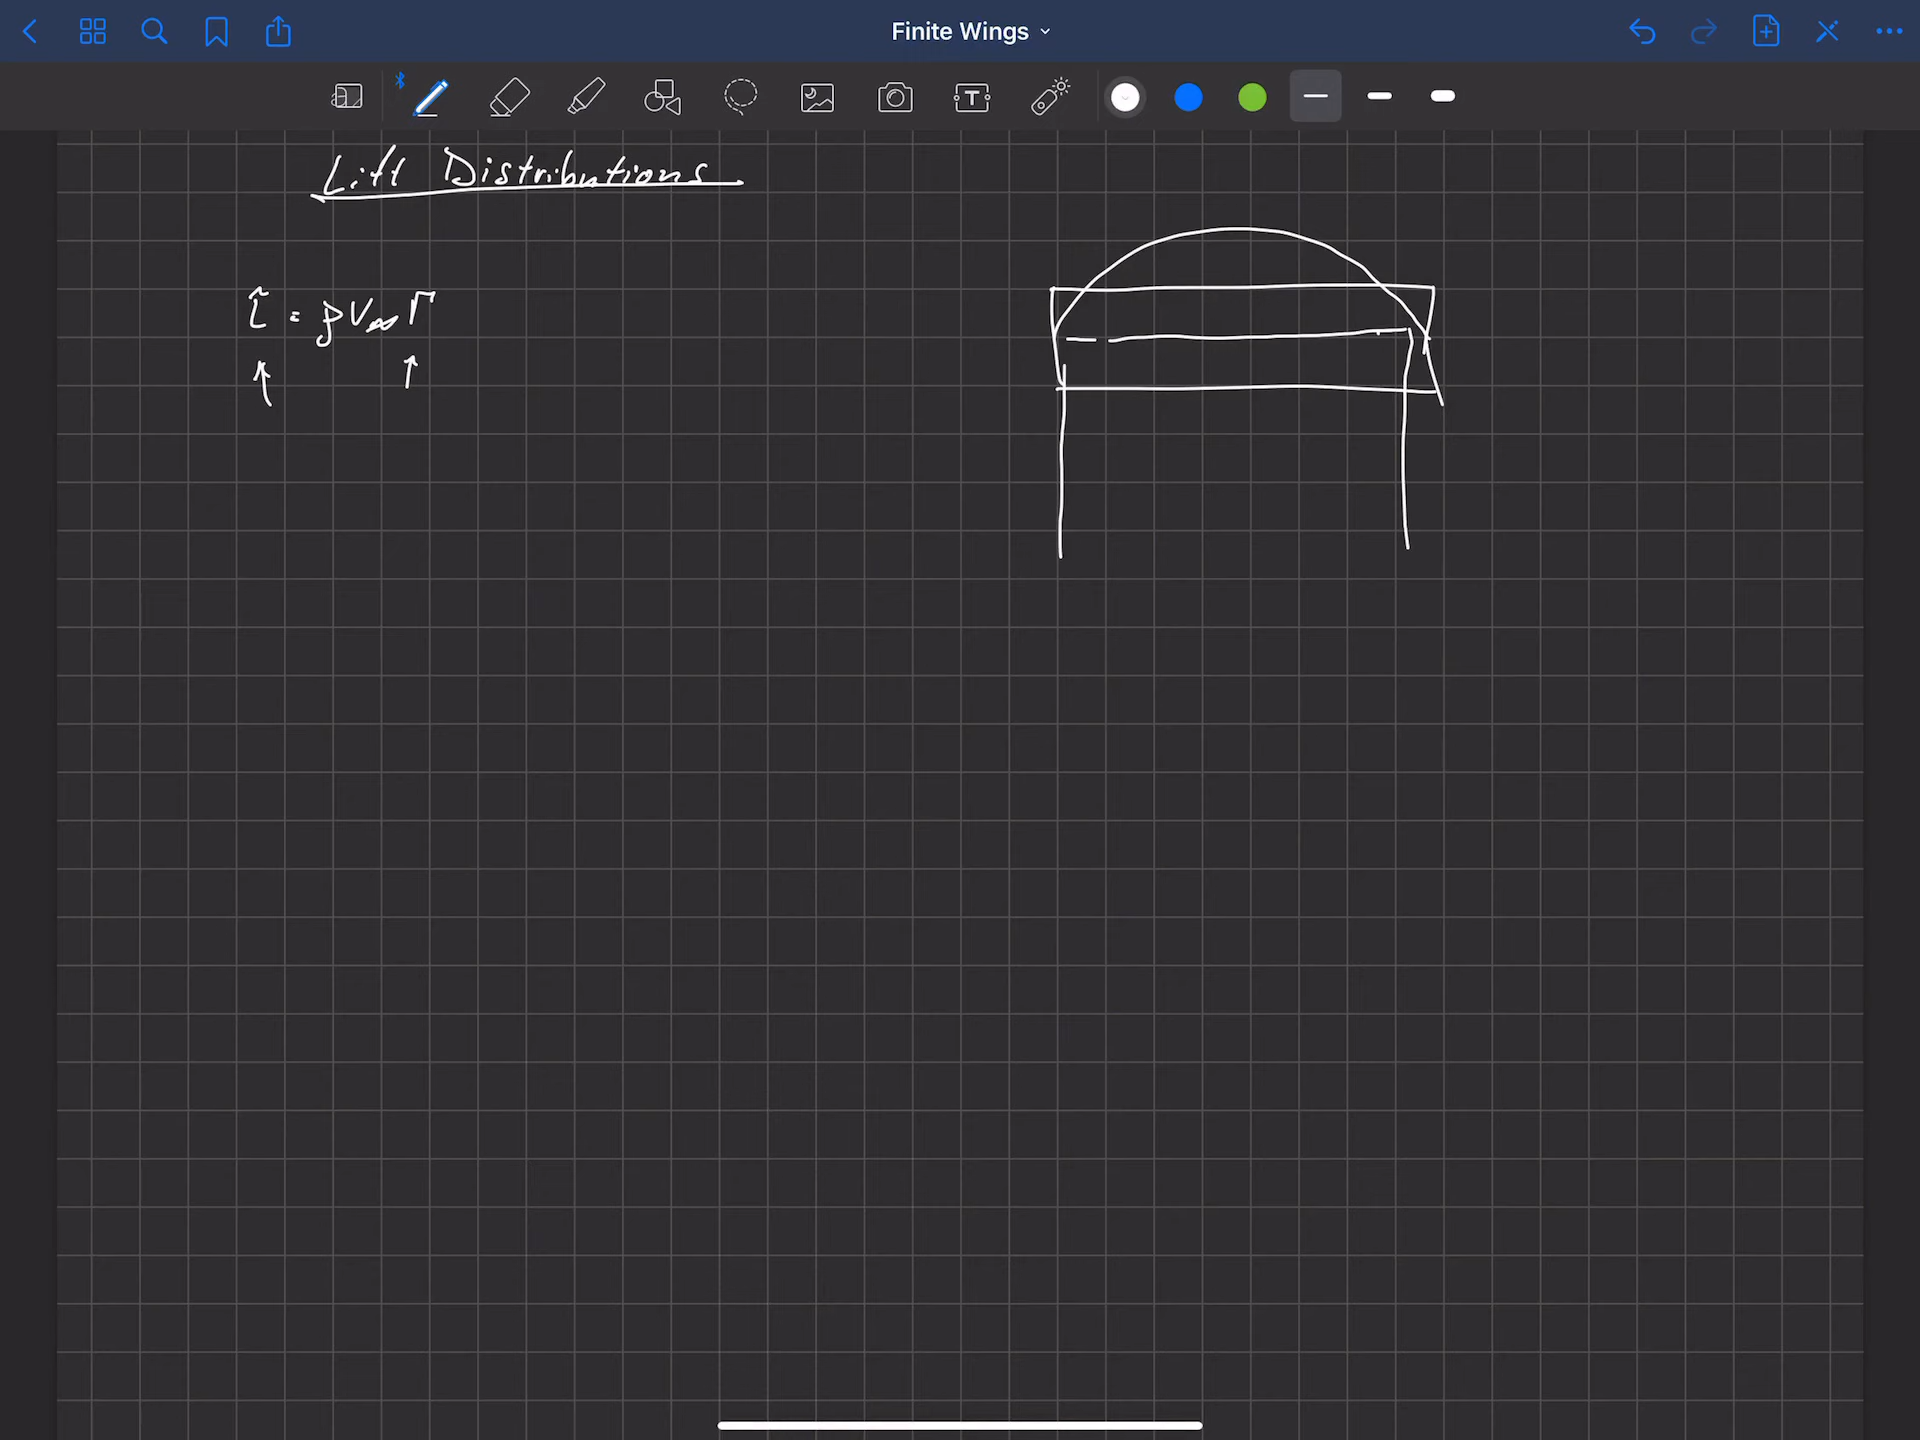 Finite Wings
Lift Distributions
L̃ = ρV∞Γ